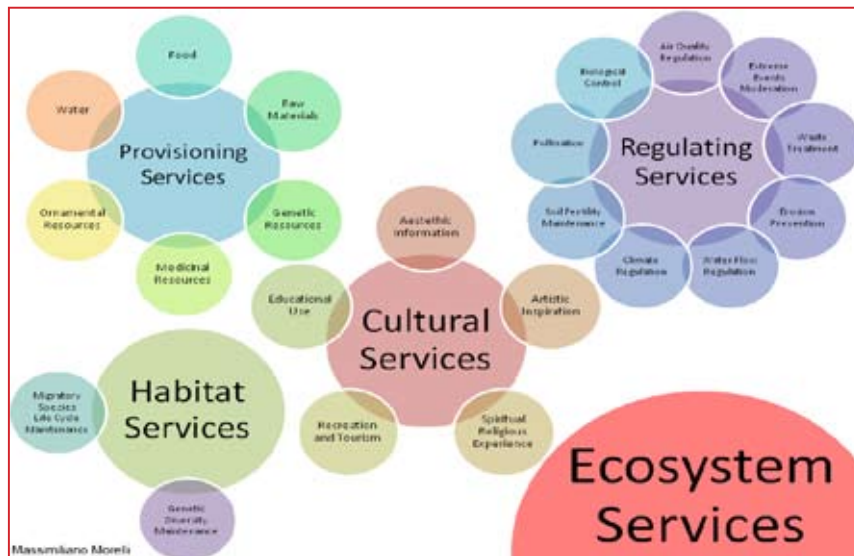 Food
Water
Raw
Materials
Provisioning
Services
Ornamental
Resources
Genetic
Resources
Medicinal
Resources
Air Quality
Regulation
Biological
Control
Extreme
Events
Moderation
Pollination
Regulating
Services
Waste
Treatment
Soil Fertility
Maintenance
Erosion
Prevention
Climate
Regulation
Water Flow
Regulation
Aestethic
Information
Educational
Use
Cultural
Services
Artistic
Inspiration
Recreation
and Tourism
Spiritual
Religious
Experience
Habitat
Services
Migratory
Species
Life Cycle
Maintenance
Genetic
Diversity
Maintenance
Ecosystem
Services
Massimiliano Morelli